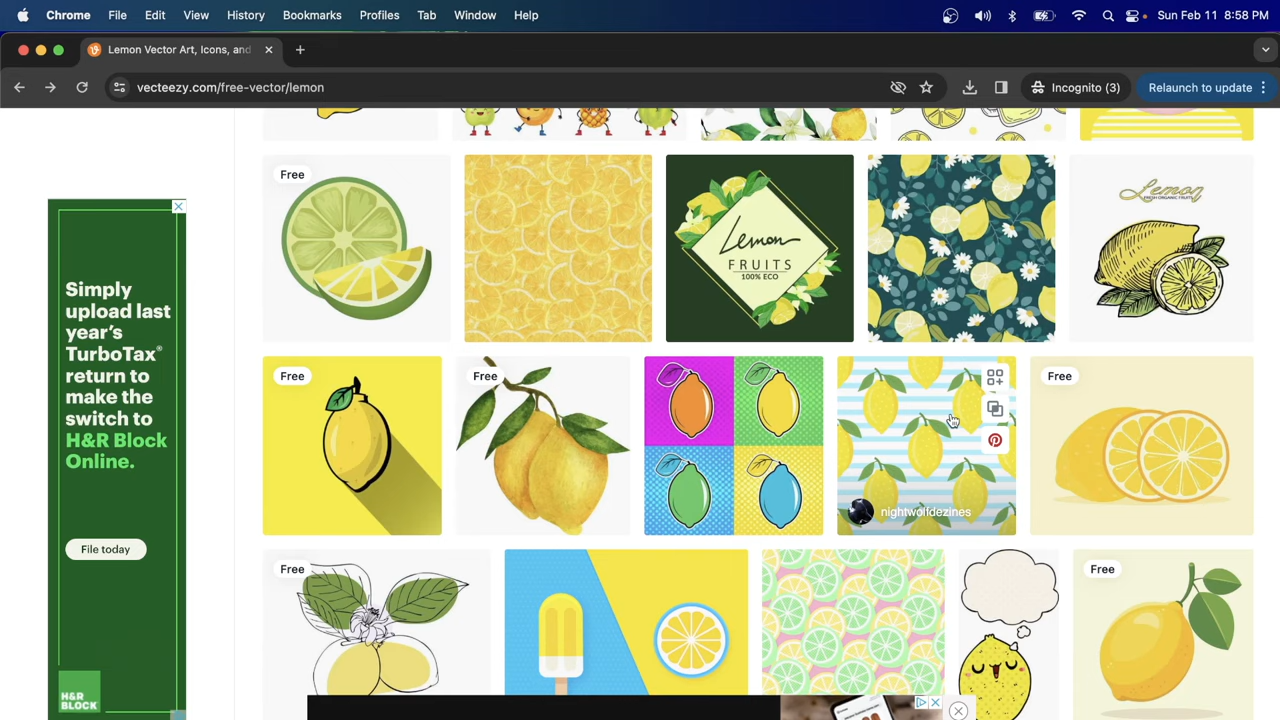 Chrome File Edit View History Bookmarks Profiles Tab Window Help Sun Feb 11 8:58 PM
Lemon Vector Art, Icons, and
vecteezy.com/free-vector/lemon Incognito (3) Relaunch to update
Free
Lemon
FRUITS
100% ECO
Lemon
FRESH ORGANIC FRUITS
Simply
upload last
year's
TurboTax®
return to
make the
switch to
H&R Block
Online.
File today
H&R
BLOCK
Free
Free
nightwolfdezines
Free
Free
Free